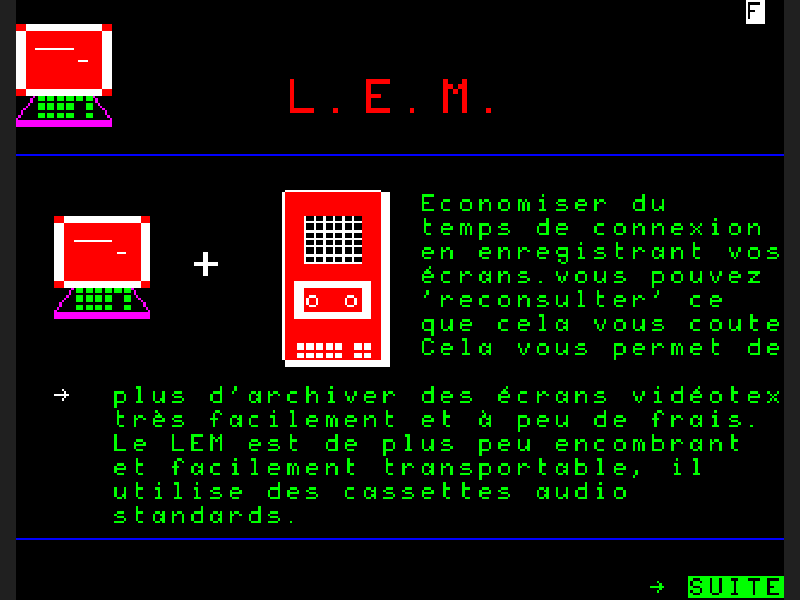 F
L.E.M.
+
Economiser du
temps de connexion
en enregistrant vos
écrans.vous pouvez
'reconsulter' ce
que cela vous coute
Cela vous permet de
→ plus d'archiver des écrans vidéotex
très facilement et à peu de frais.
Le LEM est de plus peu encombrant
et facilement transportable, il
utilise des cassettes audio
standards.
→ SUITE